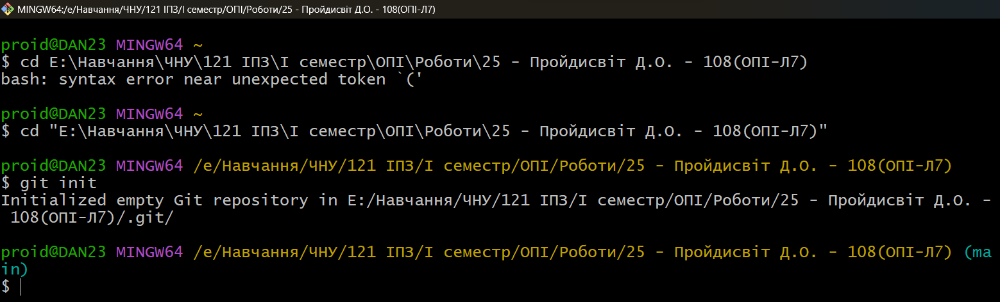 MINGW64:/e/Навчання/ЧНУ/121 ІПЗ/І семестр/ОПІ/Роботи/25 - Пройдисвіт Д.О. - 108(ОПІ-Л7)
proid@DAN23 MINGW64 ~
$ cd E:\Навчання\ЧНУ\121 ІПЗ\І семестр\ОПІ\Роботи\25 - Пройдисвіт Д.О. - 108(ОПІ-Л7)
bash: syntax error near unexpected token `('
proid@DAN23 MINGW64 ~
$ cd "E:\Навчання\ЧНУ\121 ІПЗ\І семестр\ОПІ\Роботи\25 - Пройдисвіт Д.О. - 108(ОПІ-Л7)"
proid@DAN23 MINGW64 /e/Навчання/ЧНУ/121 ІПЗ/І семестр/ОПІ/Роботи/25 - Пройдисвіт Д.О. - 108(ОПІ-Л7)
$ git init
Initialized empty Git repository in E:/Навчання/ЧНУ/121 ІПЗ/І семестр/ОПІ/Роботи/25 - Пройдисвіт Д.О. -
108(ОПІ-Л7)/.git/
proid@DAN23 MINGW64 /e/Навчання/ЧНУ/121 ІПЗ/І семестр/ОПІ/Роботи/25 - Пройдисвіт Д.О. - 108(ОПІ-Л7) (ma
in)
$